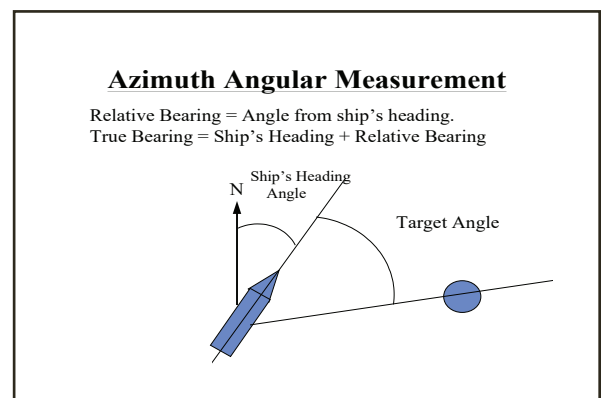 Azimuth Angular Measurement
Relative Bearing = Angle from ship's heading.
True Bearing = Ship's Heading + Relative Bearing
Ship's Heading
Angle
N
Target Angle